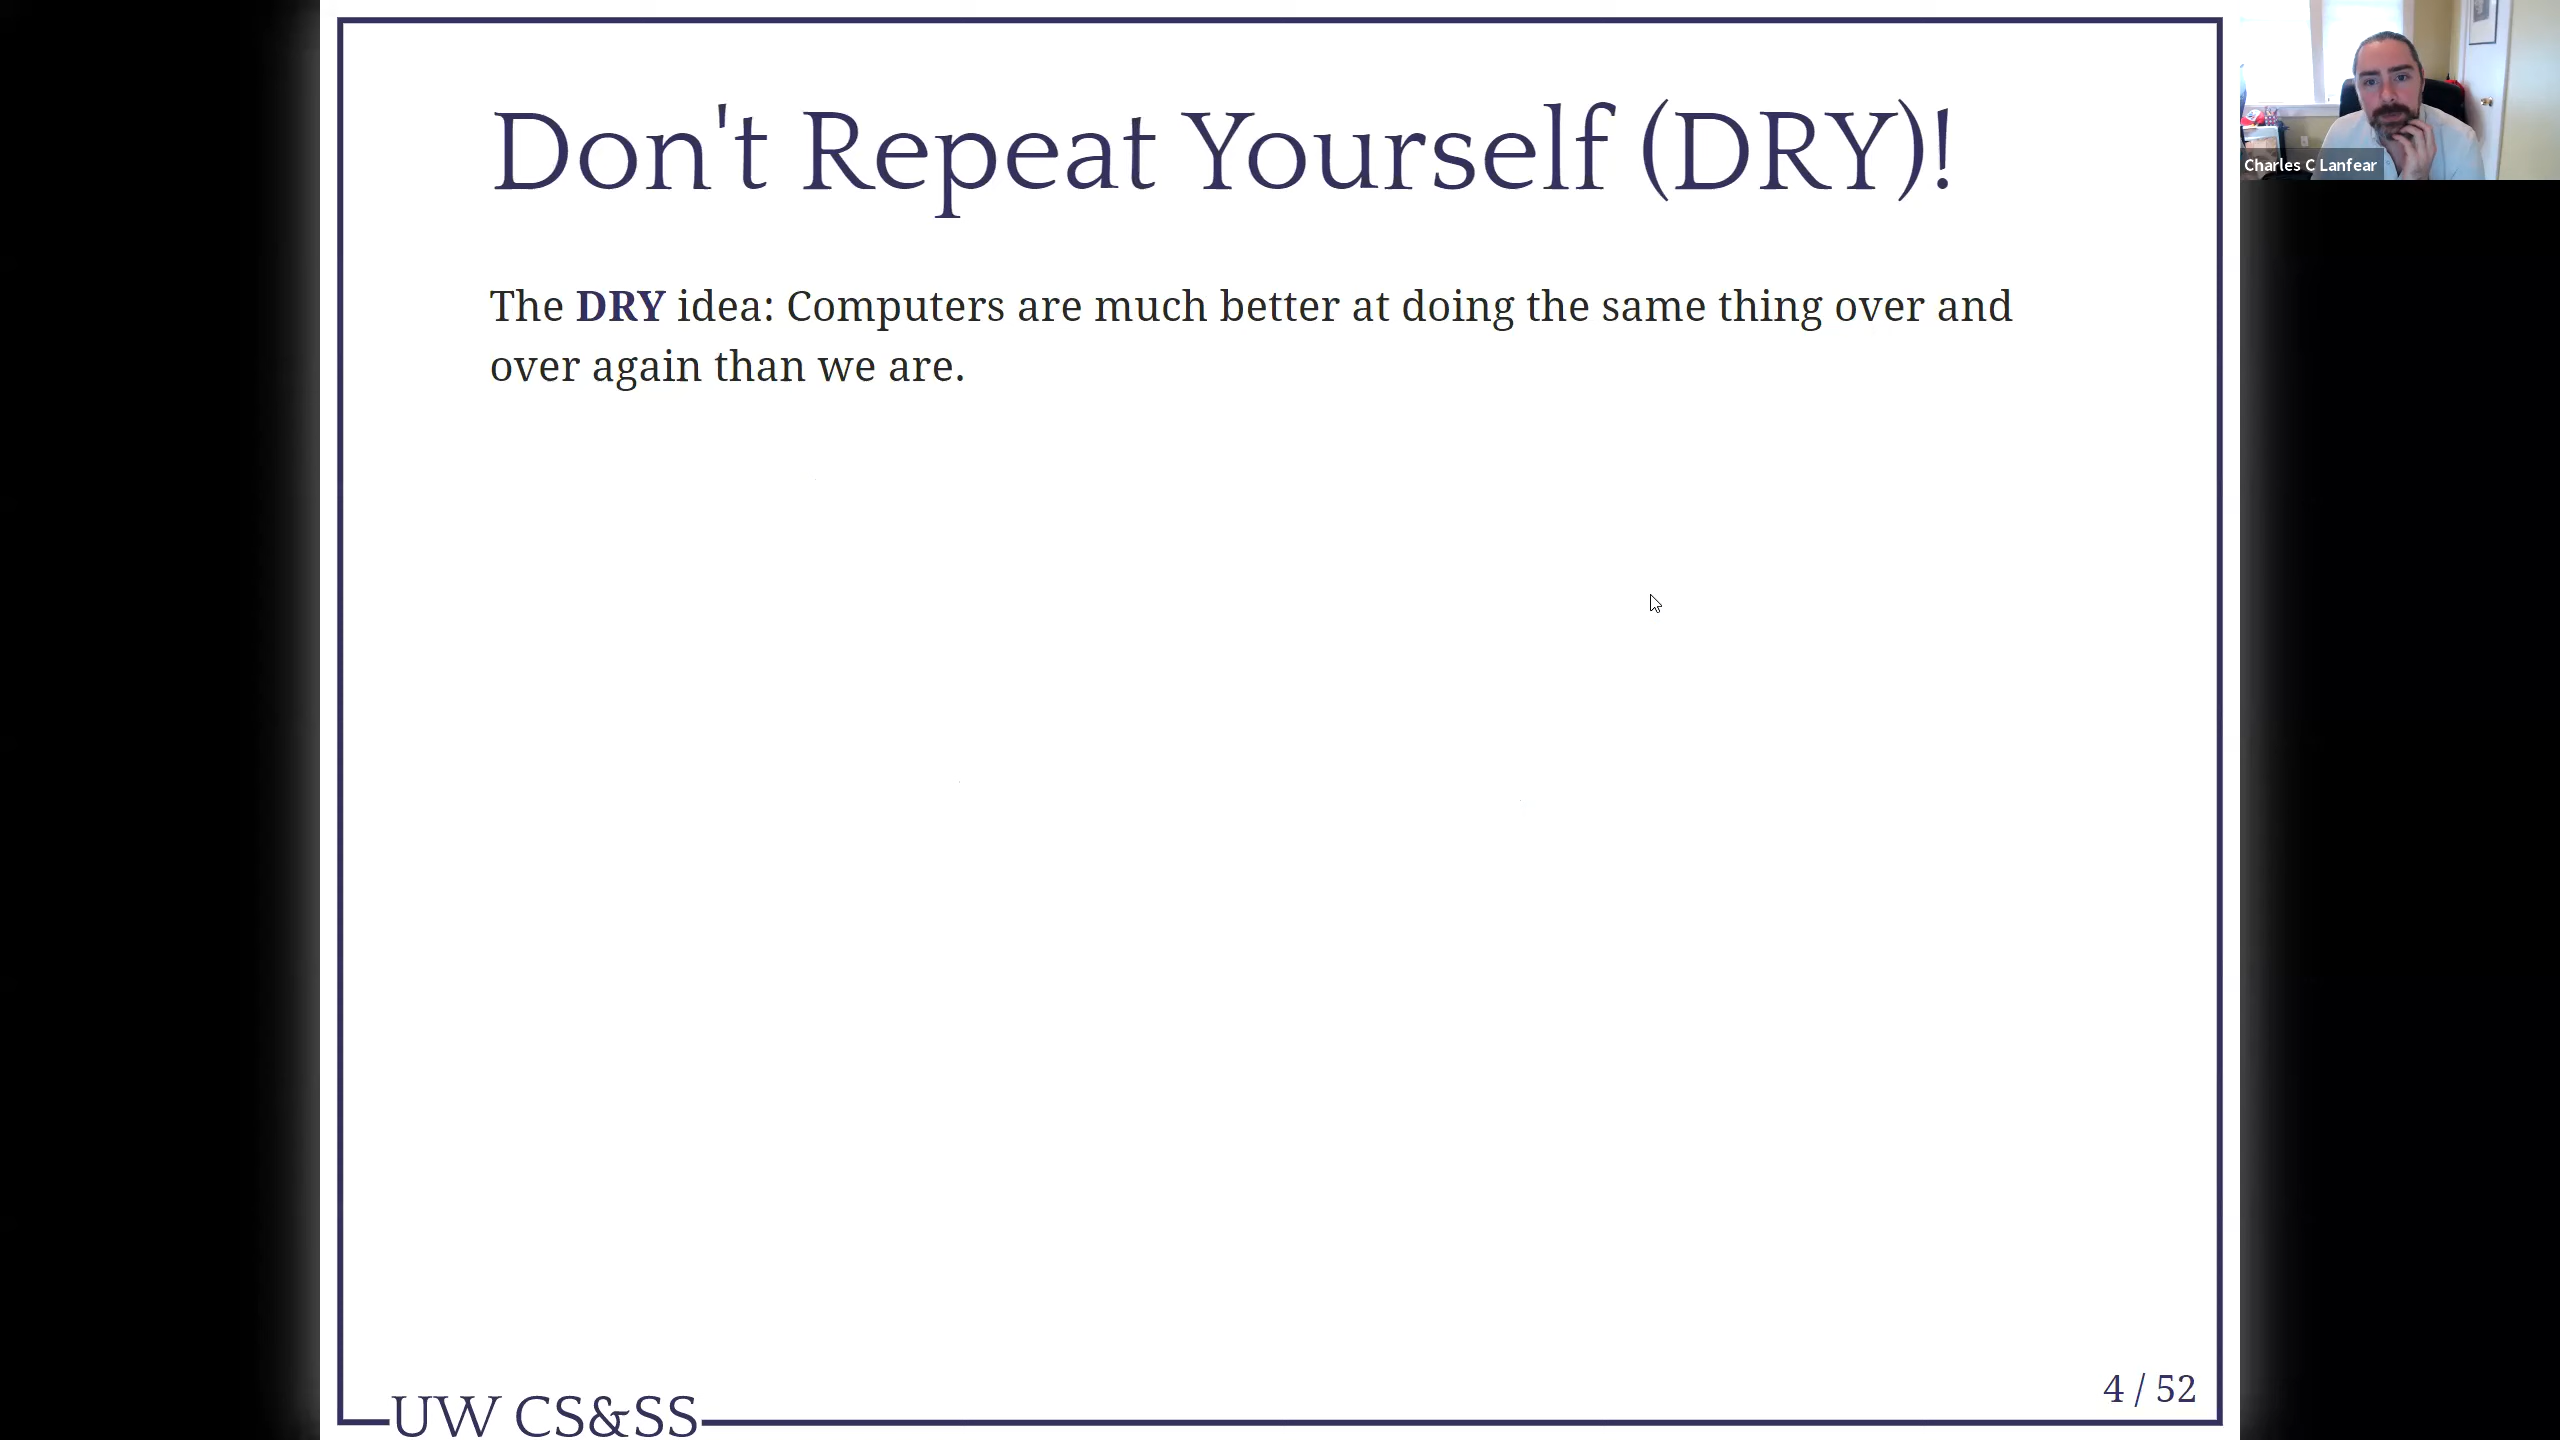 Don't Repeat Yourself (DRY)!
Charles C Lanfear
The DRY idea: Computers are much better at doing the same thing over and
over again than we are.
4 / 52
UW CS&SS